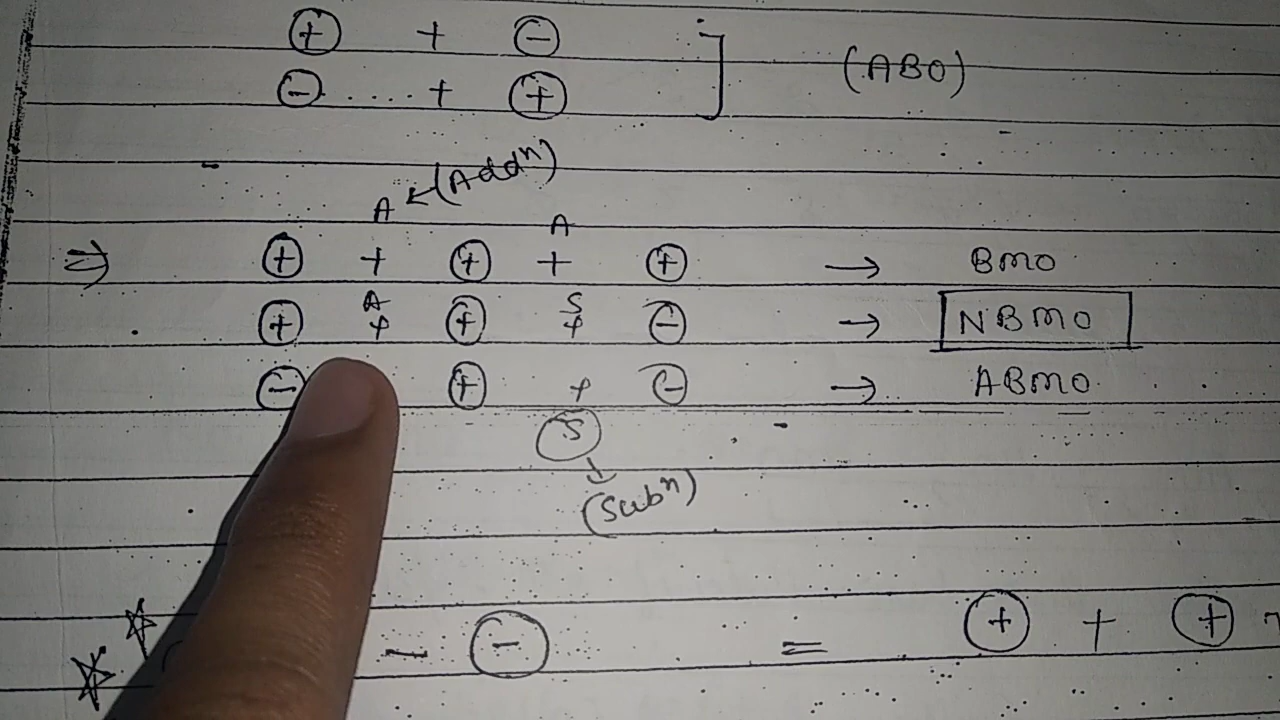 ⊕ + ⊖
⊖ ..... + ⊕ ] (ABO)
A ← (Addⁿ) A
⇒ ⊕ + ⊕ + ⊕ → BMO
A S
⊕ + ⊕ + ⊖ → NBMO
⊖ ⊕ + ⊖ → ABMO
S
(Subⁿ)
☆ ☆ - ⊖ = ⊕ + ⊕